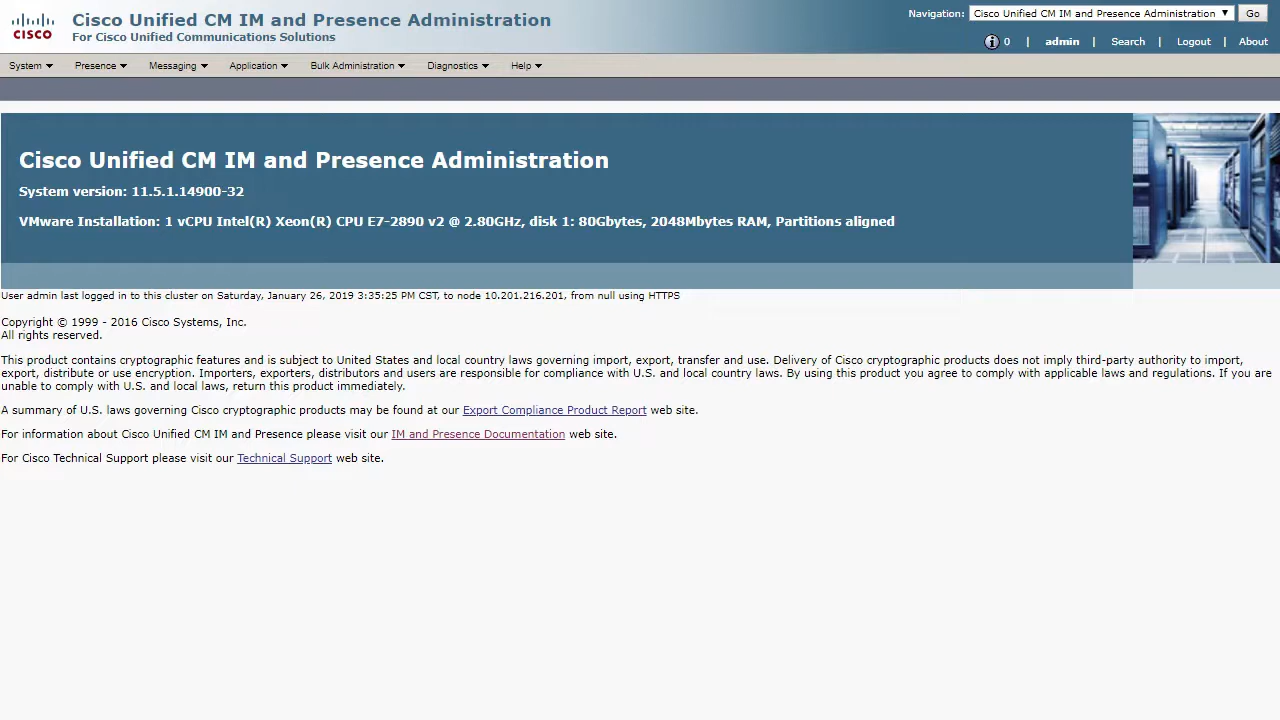 CISCO
Cisco Unified CM IM and Presence Administration
For Cisco Unified Communications Solutions
Navigation: Cisco Unified CM IM and Presence Administration Go
0 | admin | Search | Logout | About
System Presence Messaging Application Bulk Administration Diagnostics Help
Cisco Unified CM IM and Presence Administration
System version: 11.5.1.14900-32
VMware Installation: 1 vCPU Intel(R) Xeon(R) CPU E7-2890 v2 @ 2.80GHz, disk 1: 80Gbytes, 2048Mbytes RAM, Partitions aligned
User admin last logged in to this cluster on Saturday, January 26, 2019 3:35:25 PM CST, to node 10.201.216.201, from null using HTTPS
Copyright © 1999 - 2016 Cisco Systems, Inc.
All rights reserved.
This product contains cryptographic features and is subject to United States and local country laws governing import, export, transfer and use. Delivery of Cisco cryptographic products does not imply third-party authority to import,
export, distribute or use encryption. Importers, exporters, distributors and users are responsible for compliance with U.S. and local country laws. By using this product you agree to comply with applicable laws and regulations. If you are
unable to comply with U.S. and local laws, return this product immediately.
A summary of U.S. laws governing Cisco cryptographic products may be found at our Export Compliance Product Report web site.
For information about Cisco Unified CM IM and Presence please visit our IM and Presence Documentation web site.
For Cisco Technical Support please visit our Technical Support web site.